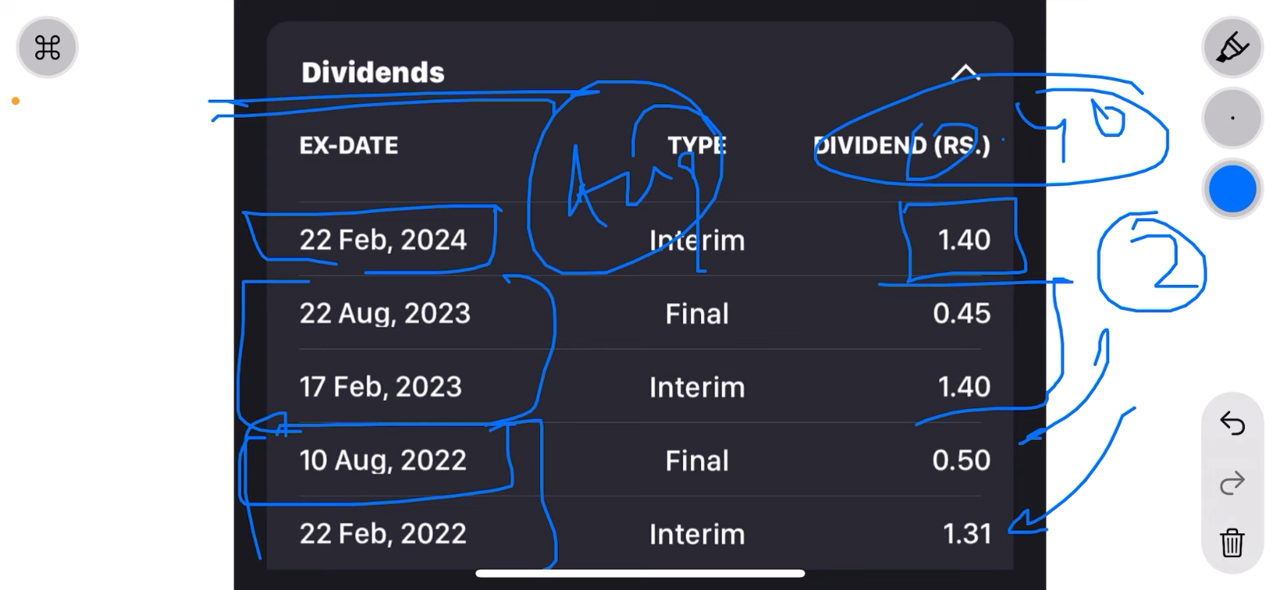 Dividends
EX-DATE TYPE DIVIDEND (RS.)
Aug
22 Feb, 2024 Interim 1.40
2
22 Aug, 2023 Final 0.45
17 Feb, 2023 Interim 1.40
10 Aug, 2022 Final 0.50
22 Feb, 2022 Interim 1.31